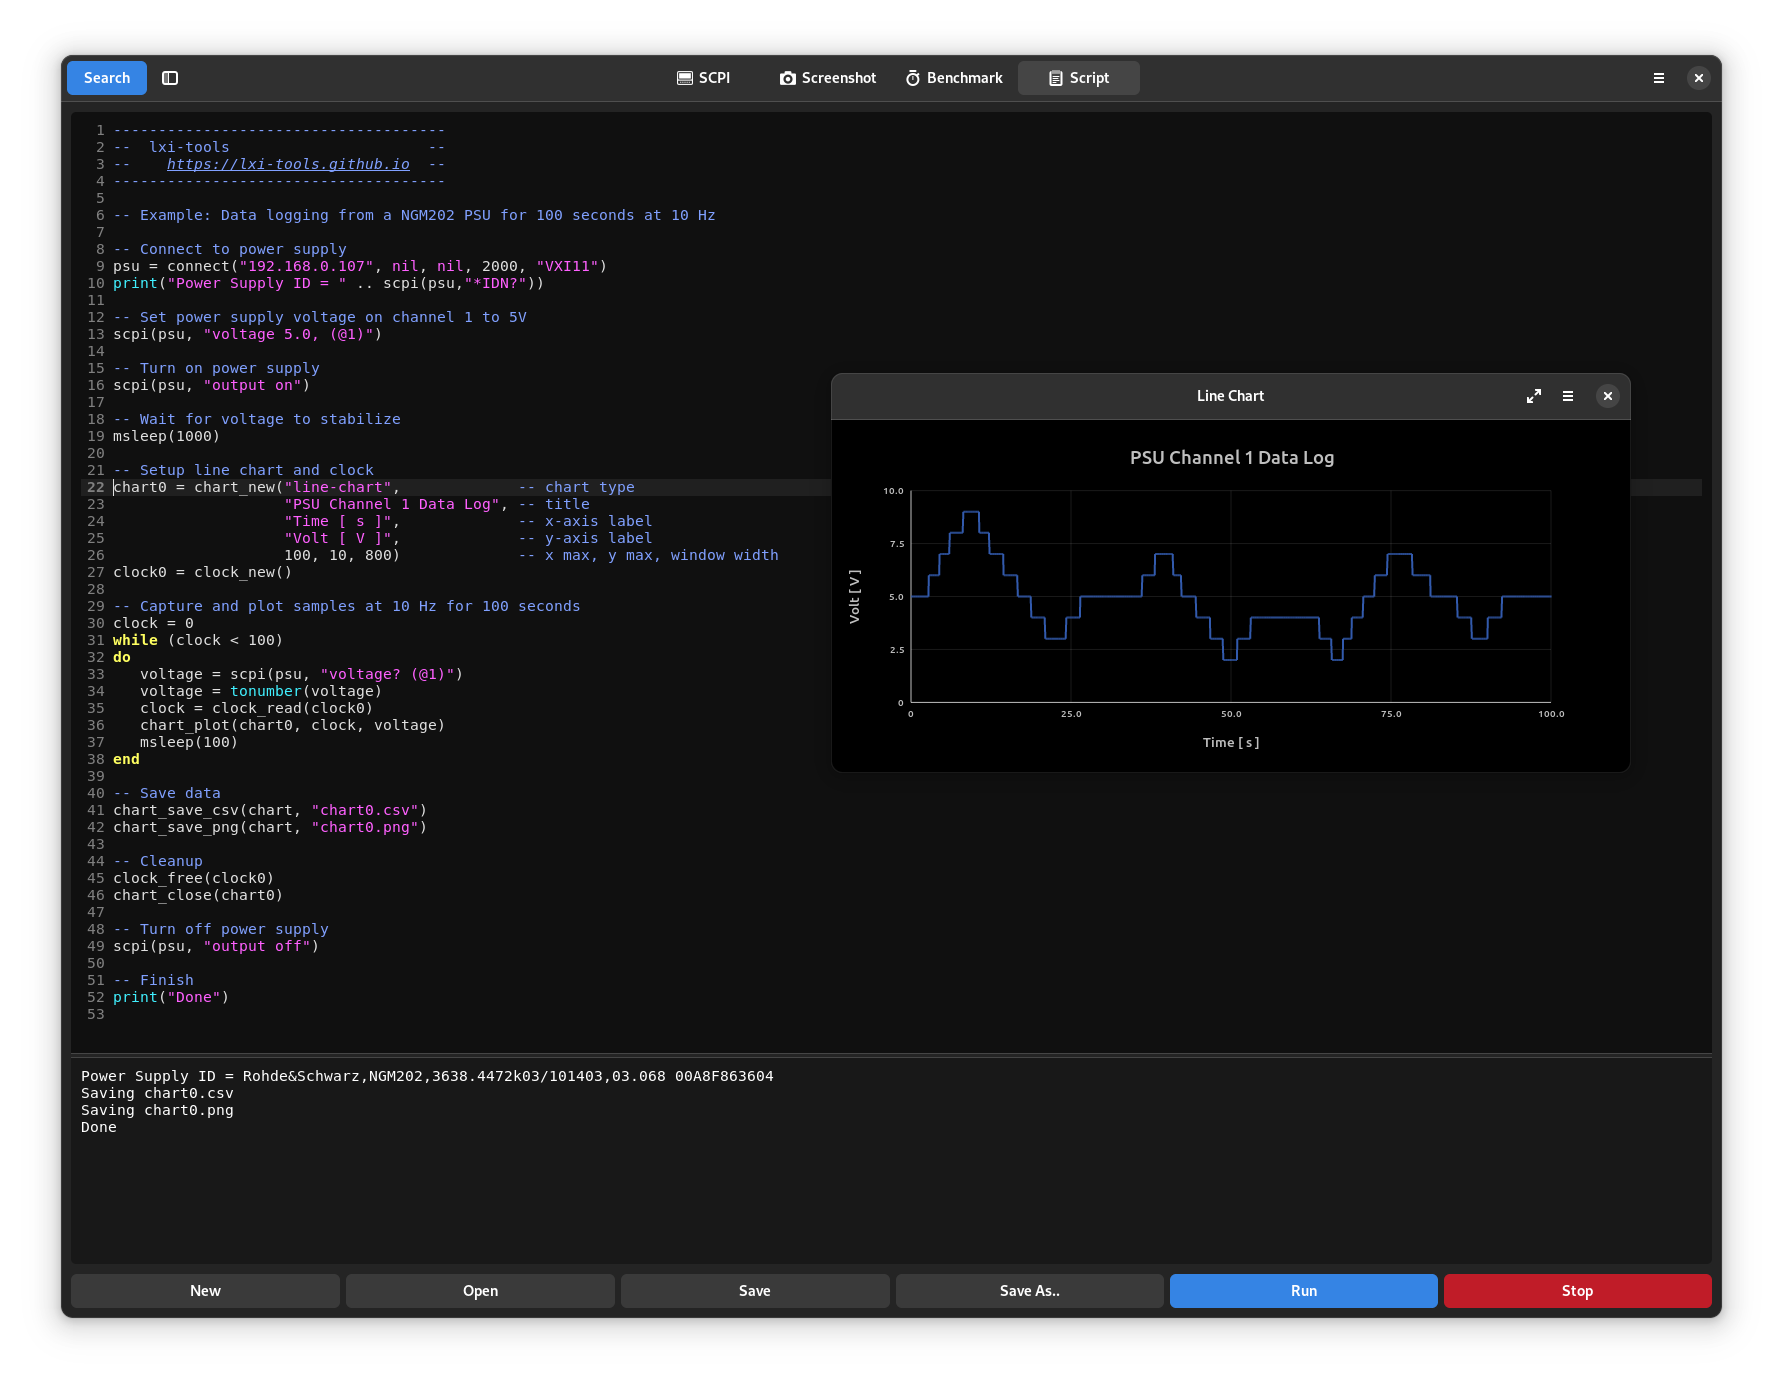 Search
SCPI
Screenshot
Benchmark
Script
1 -------------------------------------
2 --  lxi-tools                      --
3 --    https://lxi-tools.github.io  --
4 -------------------------------------
5
6 -- Example: Data logging from a NGM202 PSU for 100 seconds at 10 Hz
7
8 -- Connect to power supply
9 psu = connect("192.168.0.107", nil, nil, 2000, "VXI11")
10 print("Power Supply ID = " .. scpi(psu,"*IDN?"))
11
12 -- Set power supply voltage on channel 1 to 5V
13 scpi(psu, "voltage 5.0, (@1)")
14
15 -- Turn on power supply
16 scpi(psu, "output on")
17
18 -- Wait for voltage to stabilize
19 msleep(1000)
20
21 -- Setup line chart and clock
22 chart0 = chart_new("line-chart",             -- chart type
23                    "PSU Channel 1 Data Log", -- title
24                    "Time [ s ]",             -- x-axis label
25                    "Volt [ V ]",             -- y-axis label
26                    100, 10, 800)             -- x max, y max, window width
27 clock0 = clock_new()
28
29 -- Capture and plot samples at 10 Hz for 100 seconds
30 clock = 0
31 while (clock < 100)
32 do
33    voltage = scpi(psu, "voltage? (@1)")
34    voltage = tonumber(voltage)
35    clock = clock_read(clock0)
36    chart_plot(chart0, clock, voltage)
37    msleep(100)
38 end
39
40 -- Save data
41 chart_save_csv(chart, "chart0.csv")
42 chart_save_png(chart, "chart0.png")
43
44 -- Cleanup
45 clock_free(clock0)
46 chart_close(chart0)
47
48 -- Turn off power supply
49 scpi(psu, "output off")
50
51 -- Finish
52 print("Done")
53
Line Chart
PSU Channel 1 Data Log
Volt [ V ]
10.0
7.5
5.0
2.5
0
0 25.0 50.0 75.0 100.0
Time [ s ]
Power Supply ID = Rohde&Schwarz,NGM202,3638.4472k03/101403,03.068 00A8F863604
Saving chart0.csv
Saving chart0.png
Done
New
Open
Save
Save As..
Run
Stop